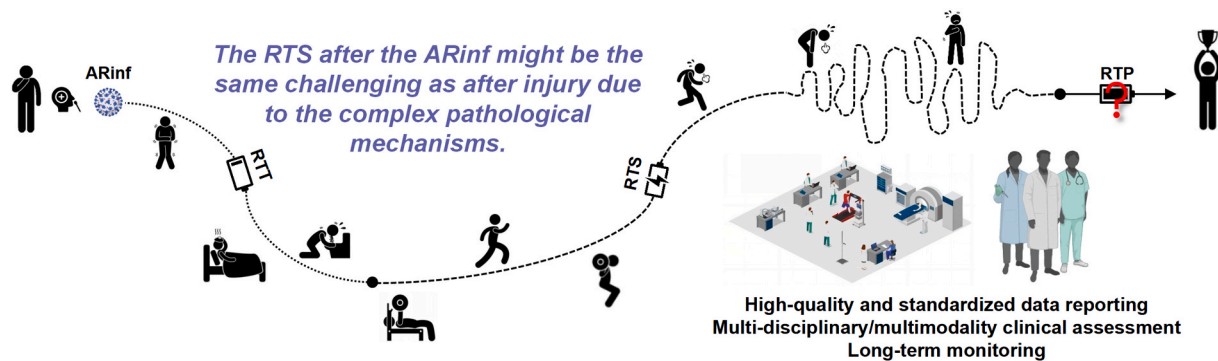 ARinf
The RTS after the ARinf might be the
same challenging as after injury due
to the complex pathological
mechanisms.
RTT
RTS
RTP
?
High-quality and standardized data reporting
Multi-disciplinary/multimodality clinical assessment
Long-term monitoring